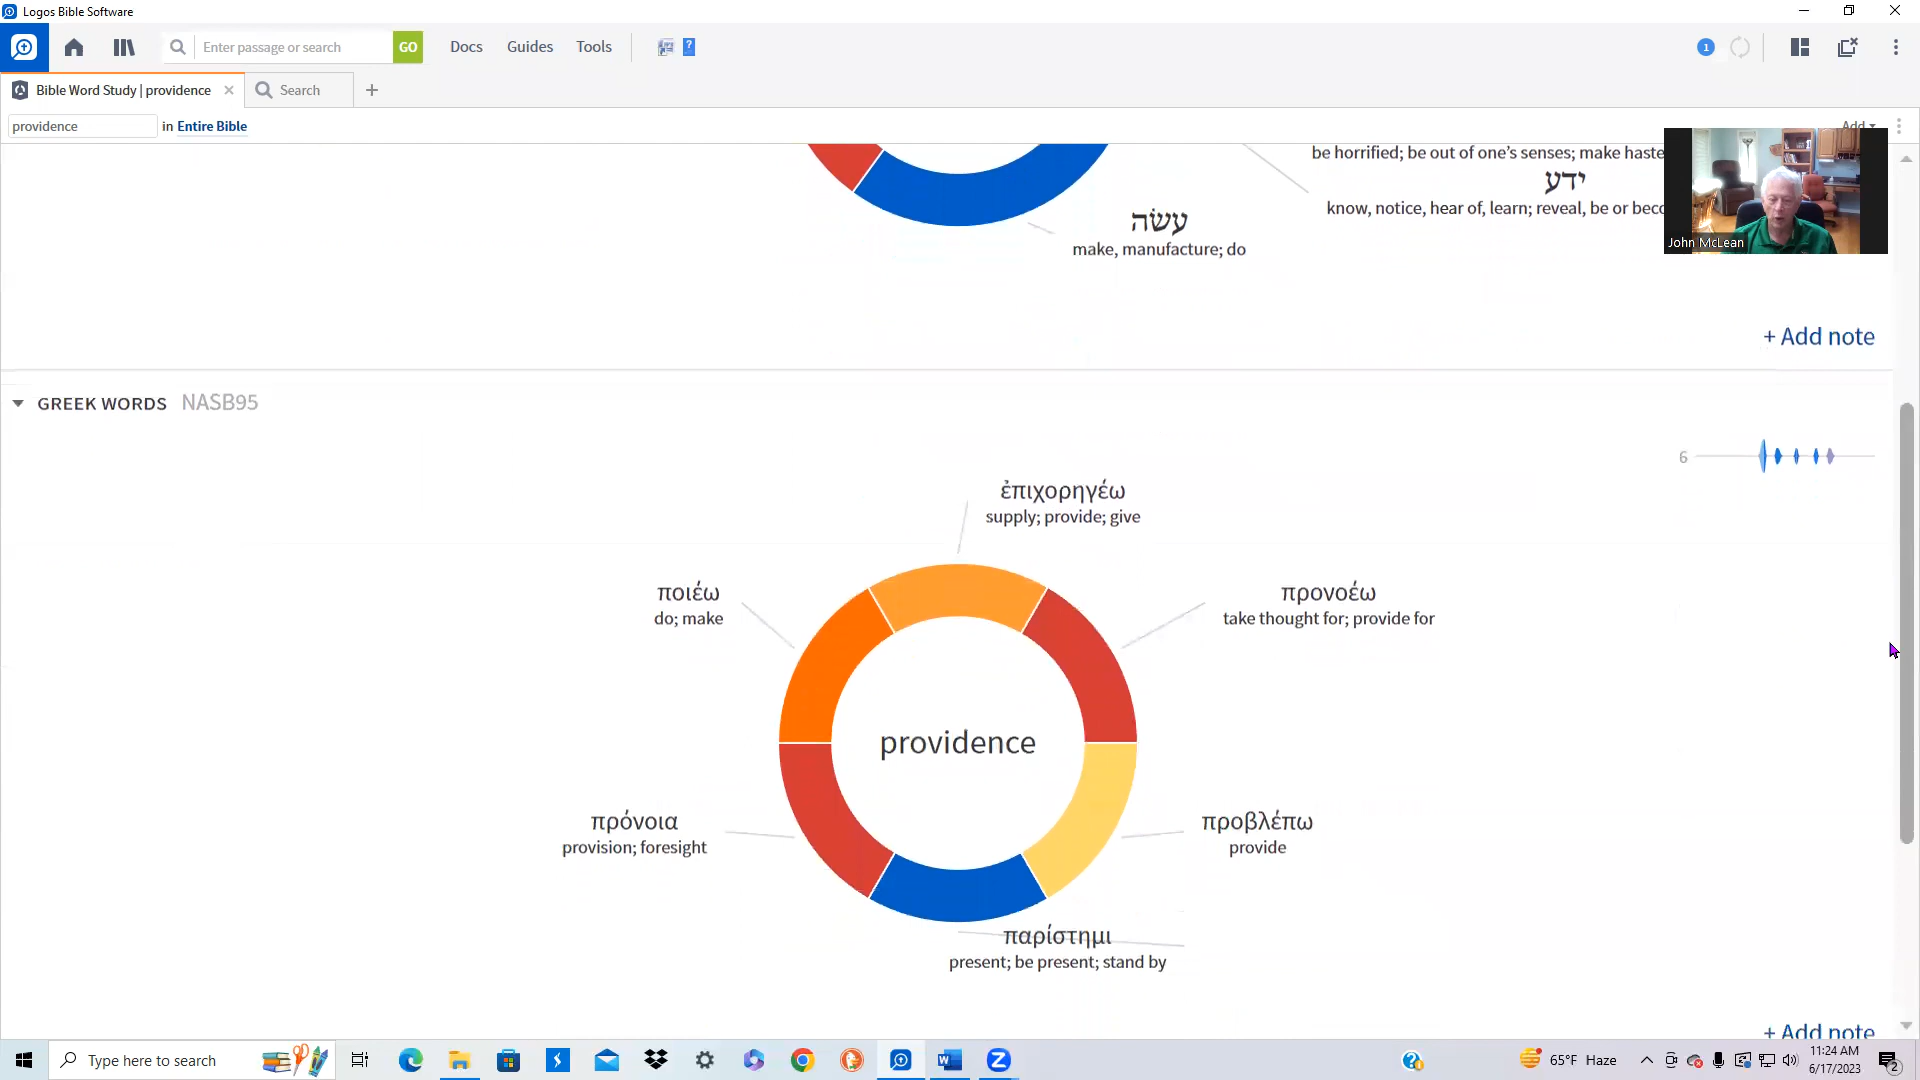 Logos Bible Software
Enter passage or search
GO
Docs
Guides
Tools
?
1
Bible Word Study | providence
Search
providence
in Entire Bible
Add
be horrified; be out of one's senses; make haste
ידע
know, notice, hear of, learn; reveal, be or beco
עשׂה
make, manufacture; do
John McLean
+ Add note
GREEK WORDS NASB95
6
ἐπιχορηγέω
supply; provide; give
ποιέω
do; make
προνοέω
take thought for; provide for
providence
πρόνοια
provision; foresight
προβλέπω
provide
παρίστημι
present; be present; stand by
+ Add note
Type here to search
65°F Haze
11:24 AM
6/17/2023
2